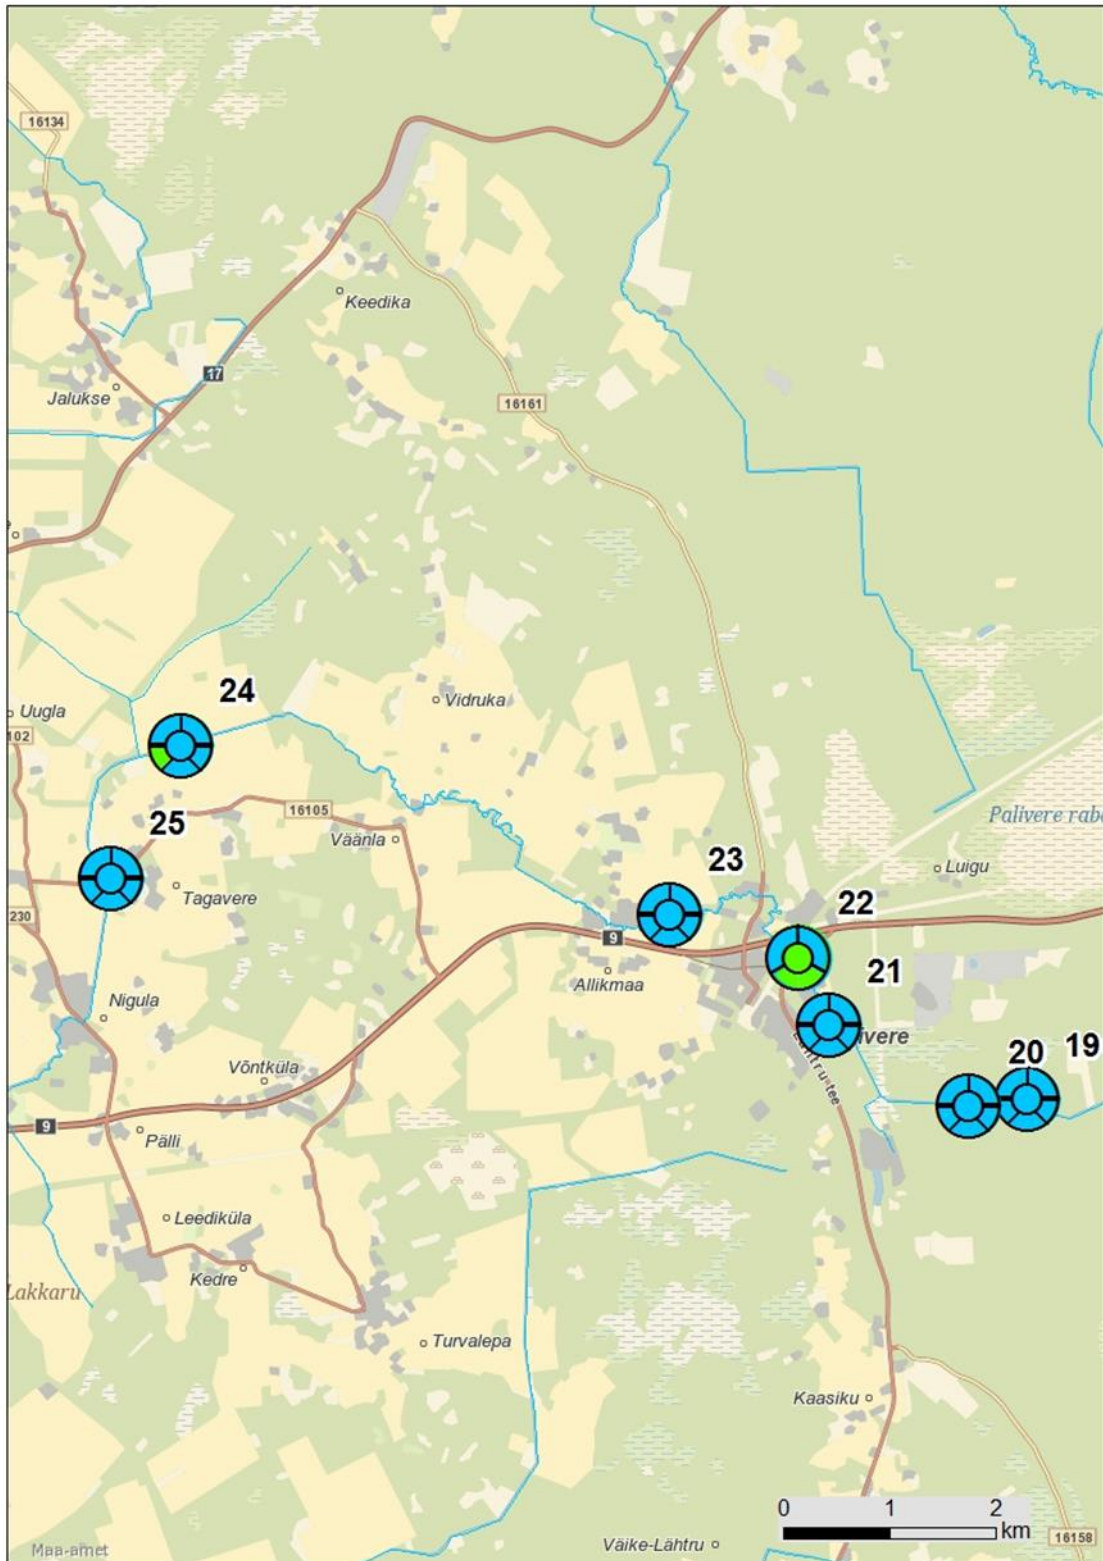 16134
Keedika
17
Jalukse
16161
24
Vidruka
Uugla
102
25
16105
Väänla
Palivere raba
Luigu
23
Tagavere
22
230
9
Allikmaa
21
Nigula
ivere
20
19
Võntküla
Lähtru tee
9
Pälli
Leediküla
Kedre
Lakkaru
Turvalepa
Kaasiku
0 1 2
km
16158
Maa-amet
Väike-Lähtru